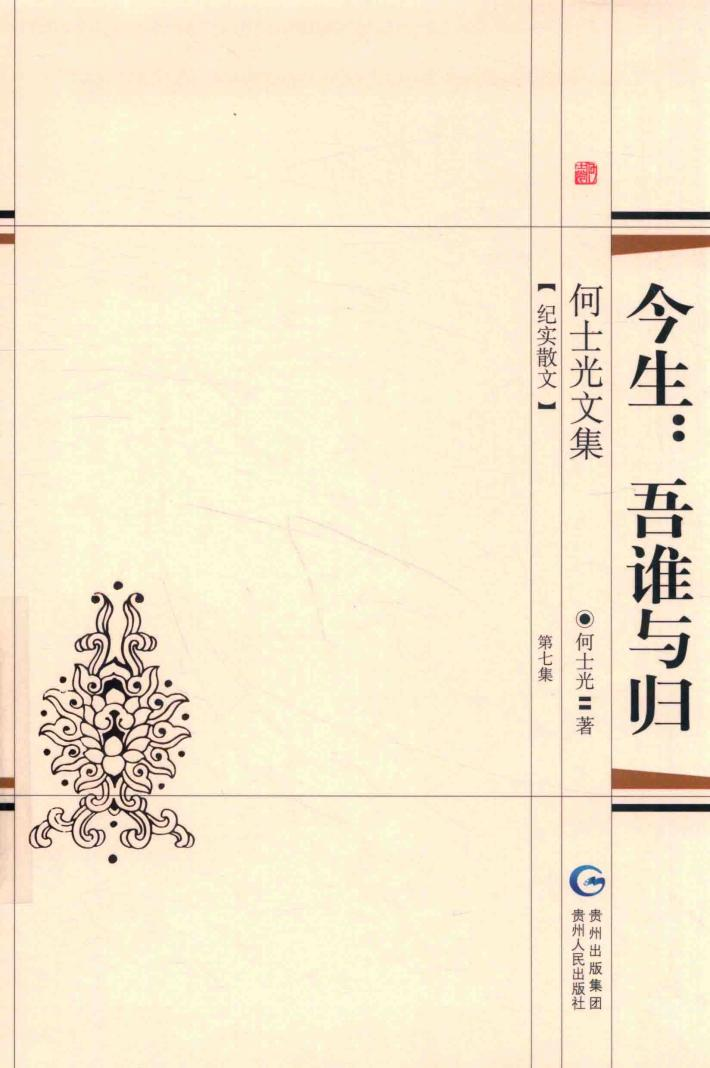 今生：吾谁与归
何士光文集
◉何士光〓著
【纪实散文】
第七集
贵州出版集团
贵州人民出版社